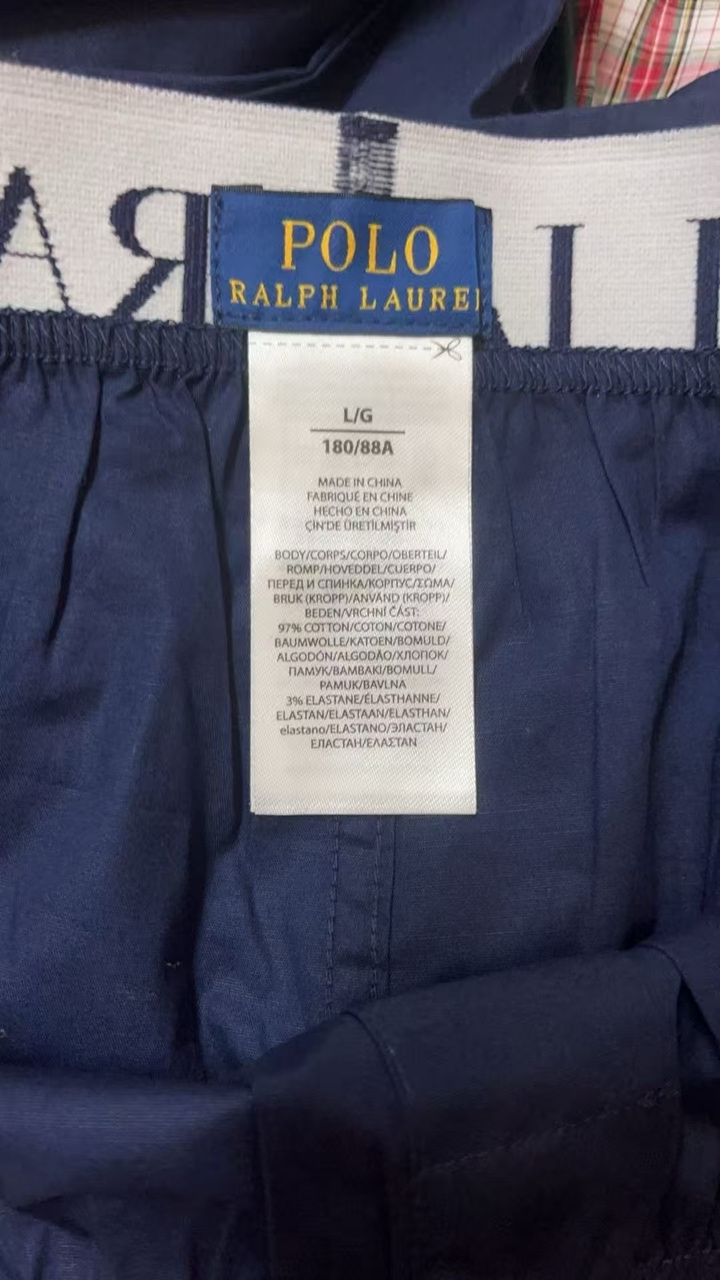 POLO
RALPH LAUREN
L/G
180/88A
MADE IN CHINA
FABRIQUÉ EN CHINE
HECHO EN CHINA
ÇİN'DE ÜRETİLMİŞTİR
BODY/CORPS/CORPO/OBERTEIL/
ROMP/HOVEDDEL/CUERPO/
ПЕРЕД И СПИНКА/КОРПУС/ΣΩΜΑ/
BRUK (KROPP)/ANVÄND (KROPP)/
BEDEN/VRCHNÍ ČÁST:
97% COTTON/COTON/COTONE/
BAUMWOLLE/KATOEN/BOMULD/
ALGODÓN/ALGODÃO/ХЛОПОК/
ПАМУК/ΒΑΜΒΑΚΙ/BOMULL/
PAMUK/BAVLNA
3% ELASTANE/ÉLASTHANNE/
ELASTAN/ELASTAAN/ELASTHAN/
elastano/ELASTANO/ЭЛАСТАН/
ЕЛАСТАН/ΕΛΑΣΤΑΝ